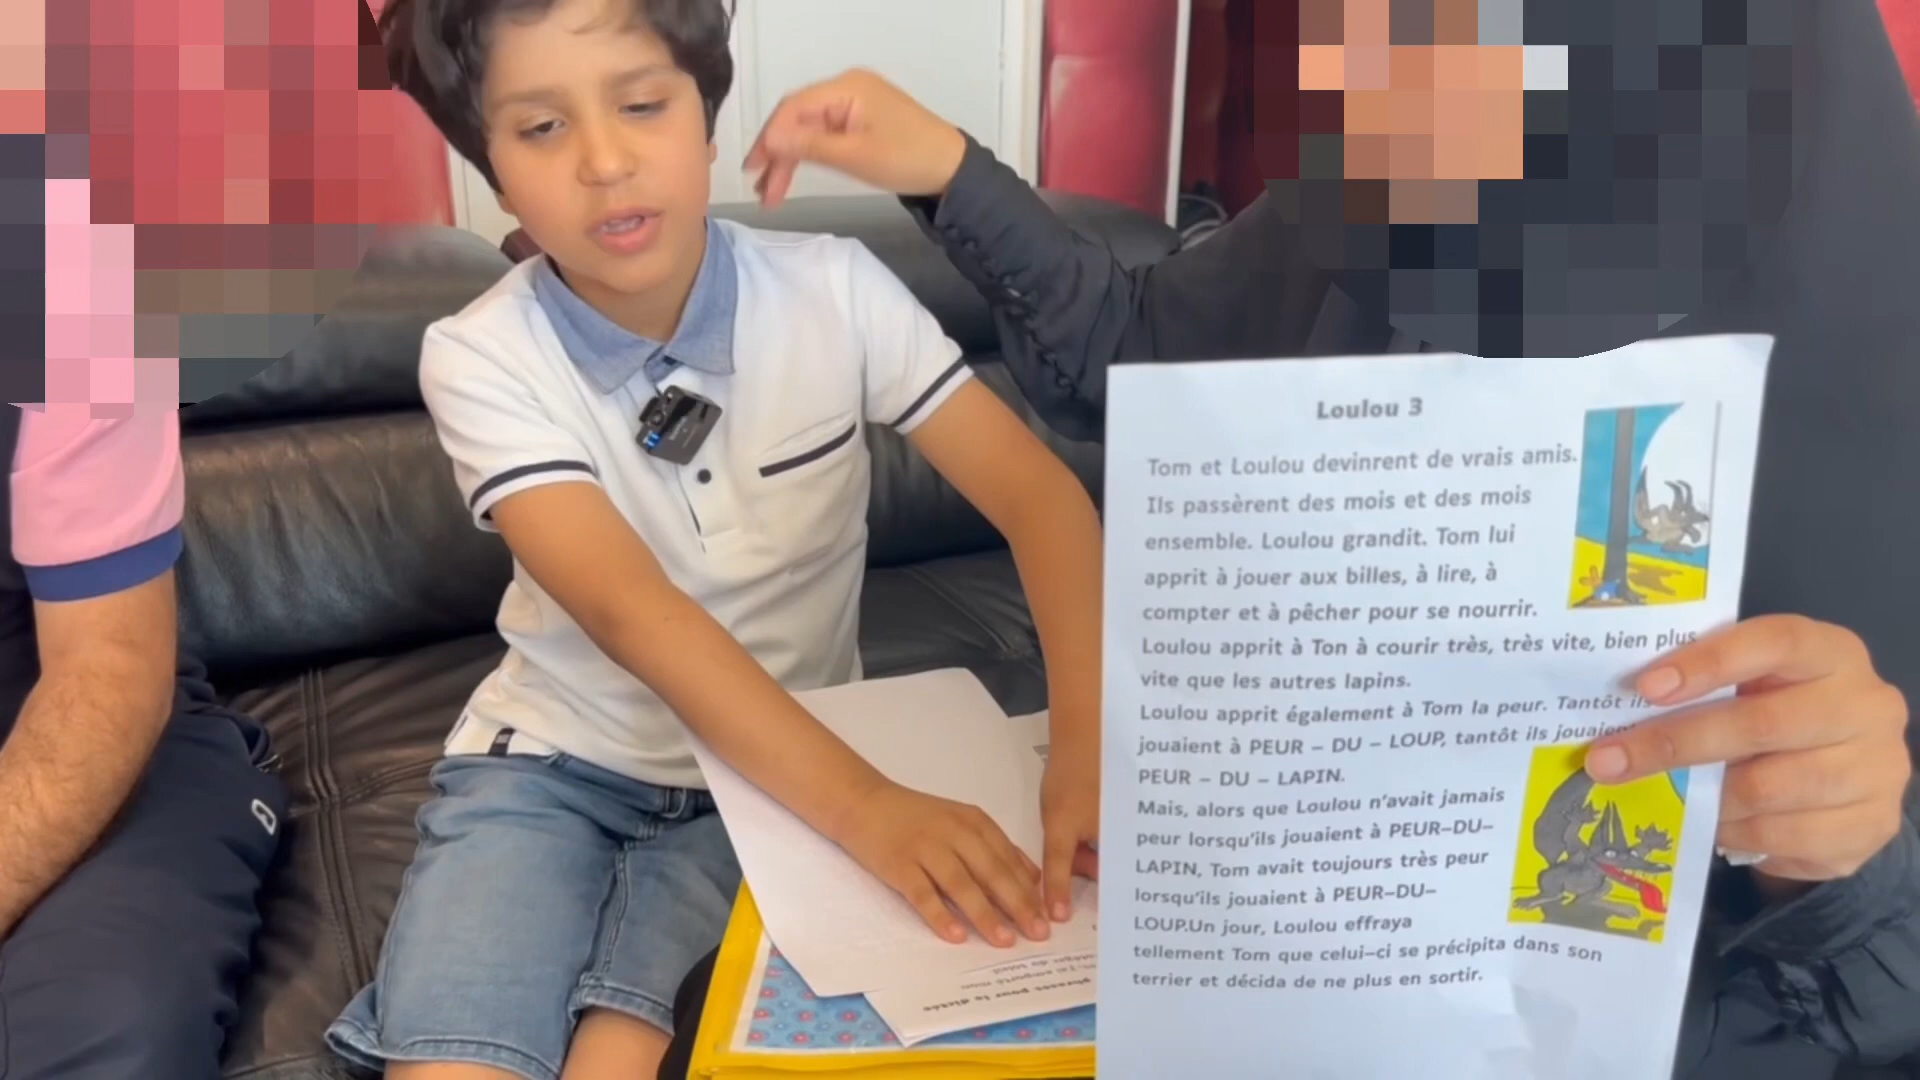 Loulou 3
Tom et Loulou devinrent de vrais amis.
Ils passèrent des mois et des mois
ensemble. Loulou grandit. Tom lui
apprit à jouer aux billes, à lire, à
compter et à pêcher pour se nourrir.
Loulou apprit à Ton à courir très, très vite, bien plus
vite que les autres lapins.
Loulou apprit également à Tom la peur. Tantôt ils
jouaient à PEUR – DU – LOUP, tantôt ils jouaient
PEUR – DU – LAPIN.
Mais, alors que Loulou n'avait jamais
peur lorsqu'ils jouaient à PEUR–DU–
LAPIN, Tom avait toujours très peur
lorsqu'ils jouaient à PEUR–DU–
LOUP.Un jour, Loulou effraya
tellement Tom que celui–ci se précipita dans son
terrier et décida de ne plus en sortir.
phrases pour la dictée